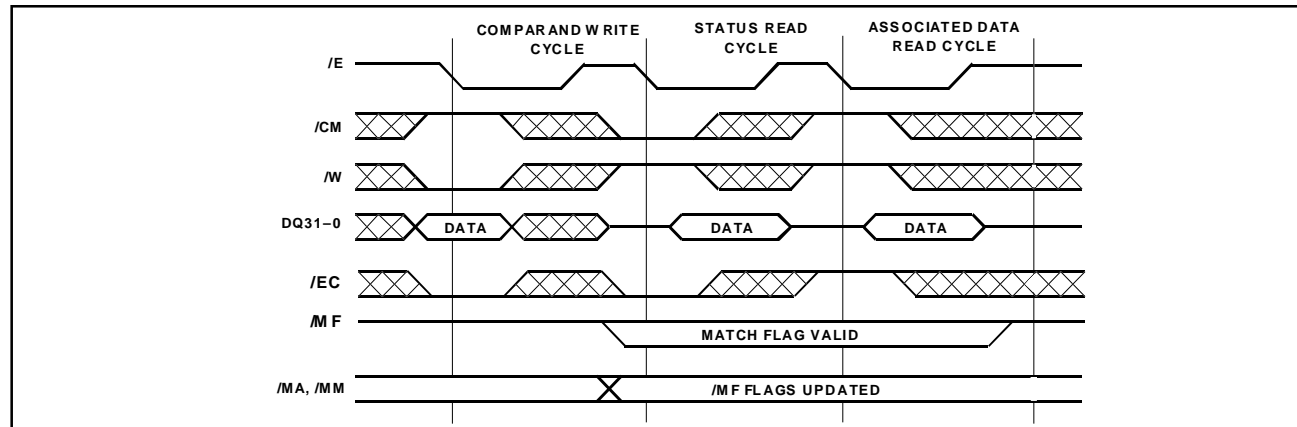 COMPARAND WRITE
CYCLE
STATUS READ
CYCLE
ASSOCIATED DATA
READ CYCLE
/E
/CM
/W
DQ31–0
DATA
DATA
DATA
/EC
/MF
MATCH FLAG VALID
/MA, /MM
/MF FLAGS UPDATED